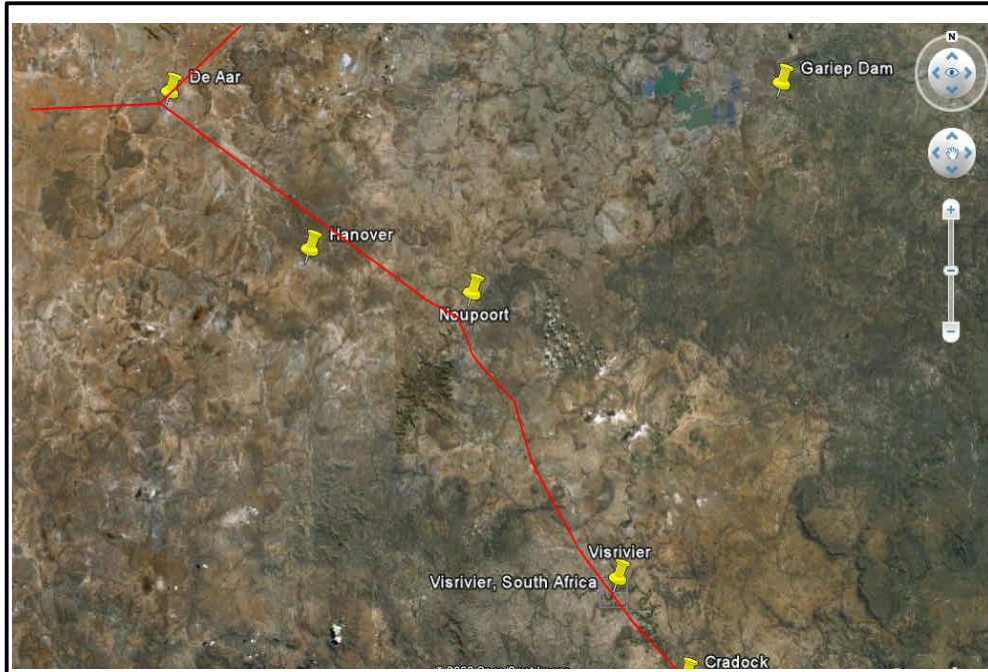 N
De Aar
Gariep Dam
Hanover
Noupoort
Visrivier
Visrivier, South Africa
Cradock